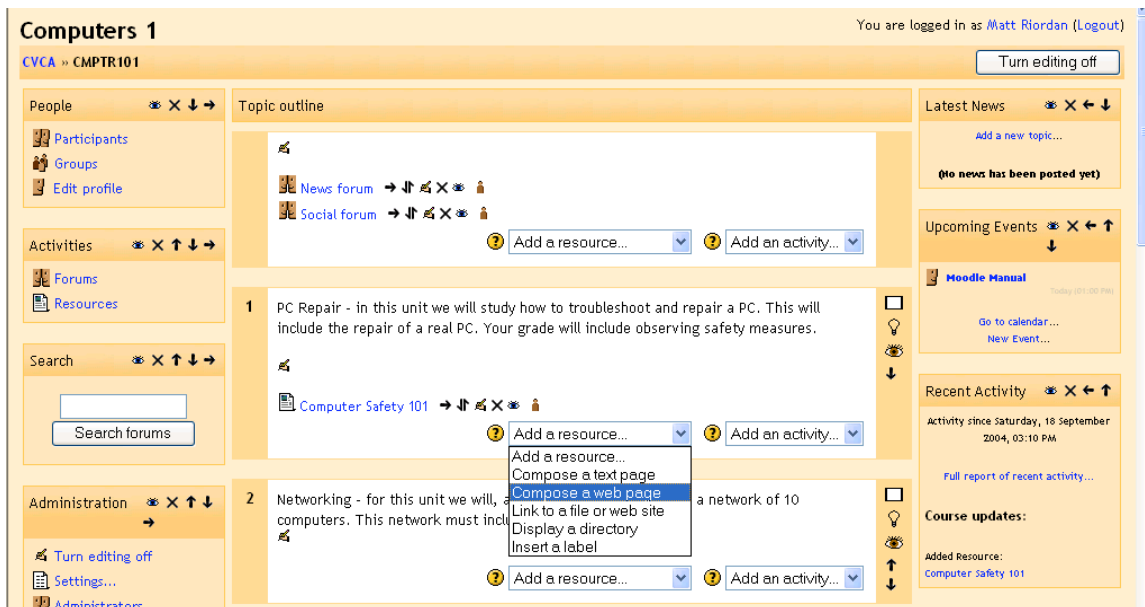 Computers 1
You are logged in as Matt Riordan (Logout)
CVCA » CMPTR101
Turn editing off
People
Participants
Groups
Edit profile
Activities
Forums
Resources
Search
Search forums
Administration
Turn editing off
Settings...
Administrators
Topic outline
News forum
Social forum
Add a resource...
Add an activity...
1
PC Repair - in this unit we will study how to troubleshoot and repair a PC. This will
include the repair of a real PC. Your grade will include observing safety measures.
Computer Safety 101
Add a resource...
Add an activity...
Add a resource...
Compose a text page
Compose a web page
Link to a file or web site
Display a directory
Insert a label
2
Networking - for this unit we will, a network of 10
computers. This network must
Add a resource...
Add an activity...
Latest News
Add a new topic...
(No news has been posted yet)
Upcoming Events
Moodle Manual
Today (01:00 PM)
Go to calendar...
New Event...
Recent Activity
Activity since Saturday, 18 September
2004, 03:10 PM
Full report of recent activity...
Course updates:
Added Resource:
Computer Safety 101